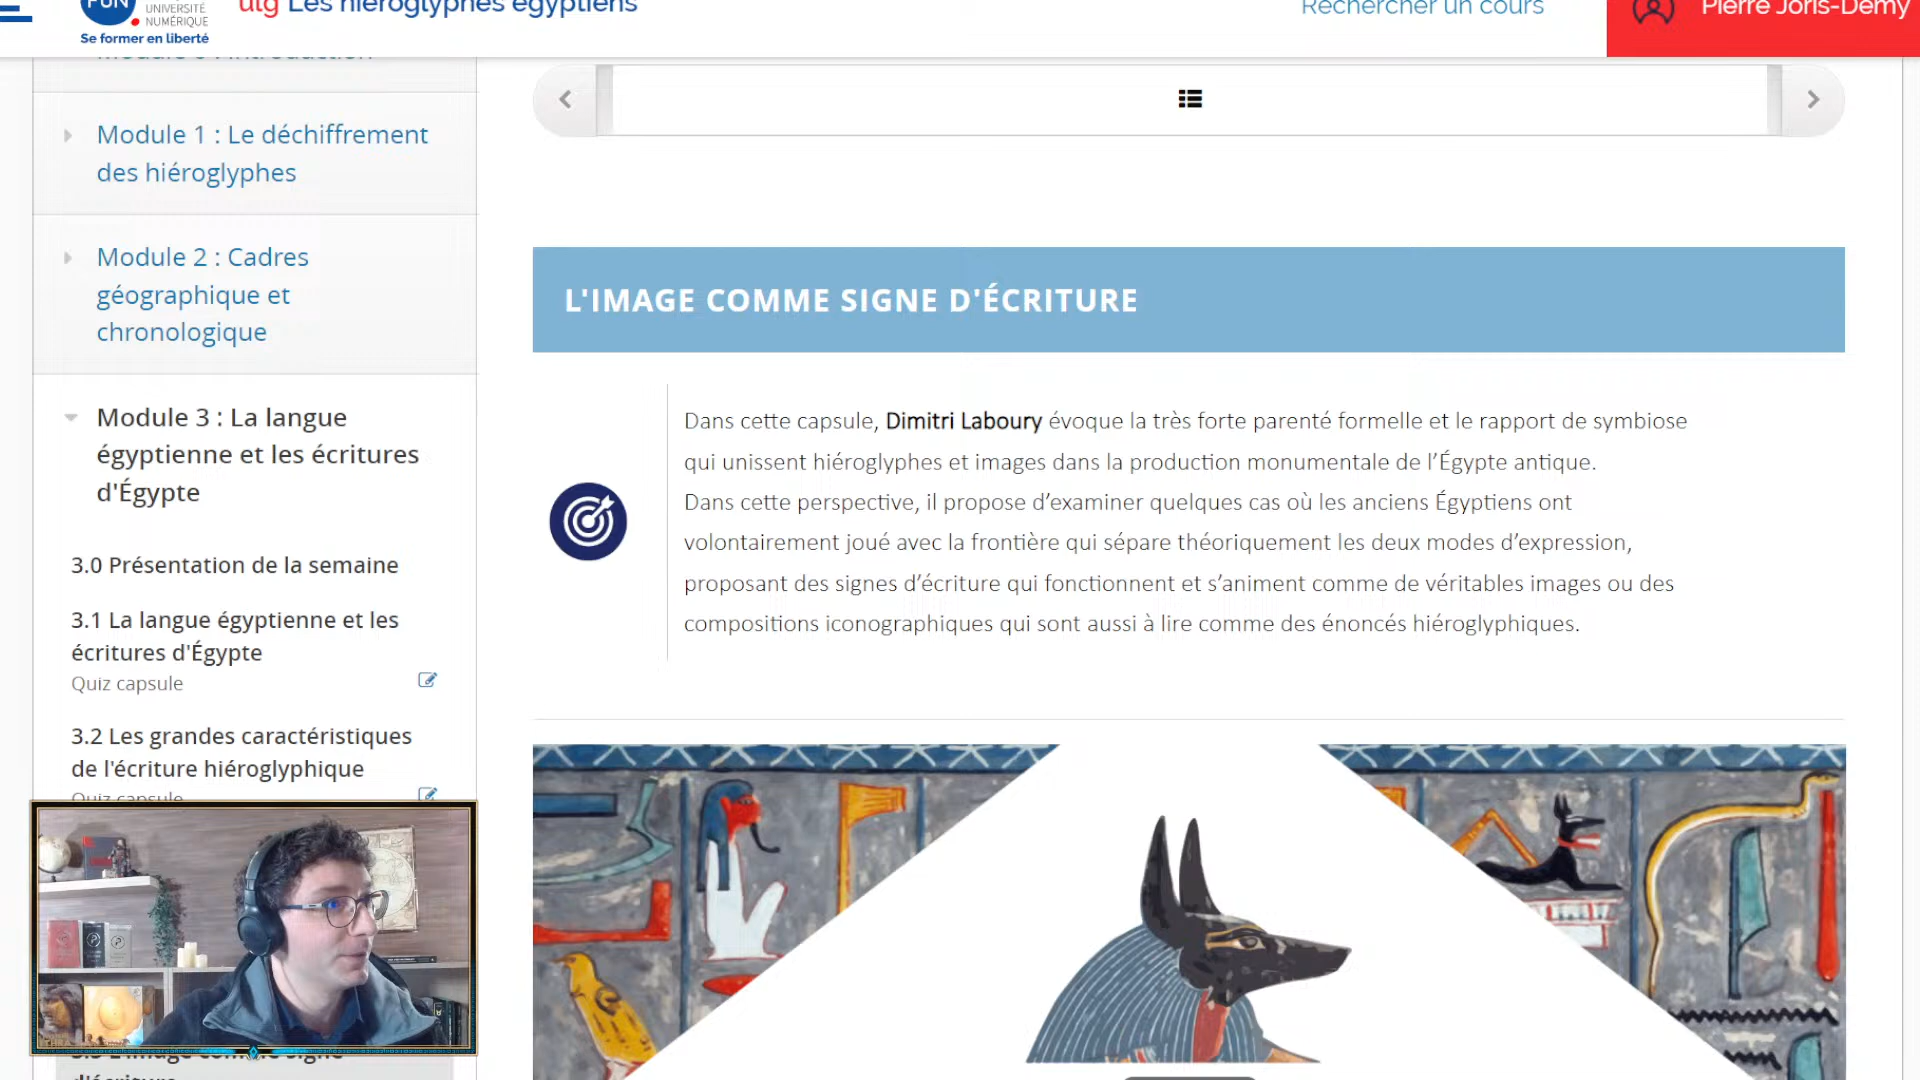 FUN
UNIVERSITÉ
NUMÉRIQUE
Se former en liberté
ulg Les hiéroglyphes égyptiens
Rechercher un cours
Pierre Joris-Demy
Module 1 : Le déchiffrement
des hiéroglyphes
Module 2 : Cadres
géographique et
chronologique
Module 3 : La langue
égyptienne et les écritures
d'Égypte
3.0 Présentation de la semaine
3.1 La langue égyptienne et les
écritures d'Égypte
Quiz capsule
3.2 Les grandes caractéristiques
de l'écriture hiéroglyphique
Quiz capsule
L'IMAGE COMME SIGNE D'ÉCRITURE
Dans cette capsule, Dimitri Laboury évoque la très forte parenté formelle et le rapport de symbiose
qui unissent hiéroglyphes et images dans la production monumentale de l’Égypte antique.
Dans cette perspective, il propose d’examiner quelques cas où les anciens Égyptiens ont
volontairement joué avec la frontière qui sépare théoriquement les deux modes d’expression,
proposant des signes d’écriture qui fonctionnent et s’animent comme de véritables images ou des
compositions iconographiques qui sont aussi à lire comme des énoncés hiéroglyphiques.